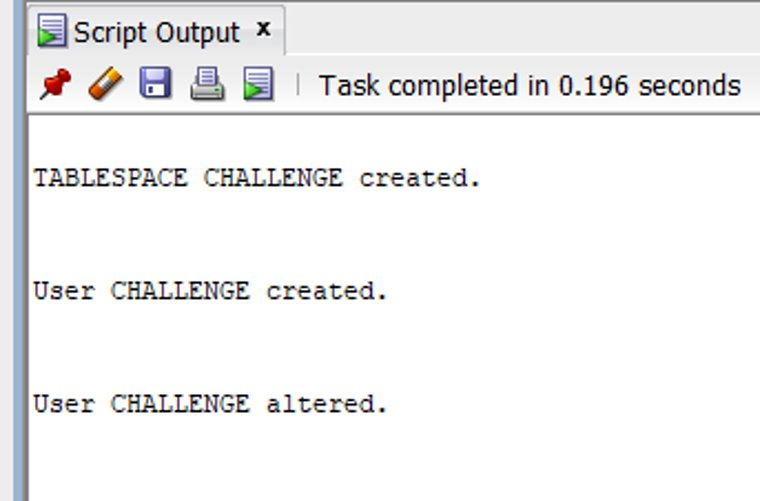 Script Output x
Task completed in 0.196 seconds
TABLESPACE CHALLENGE created.
User CHALLENGE created.
User CHALLENGE altered.